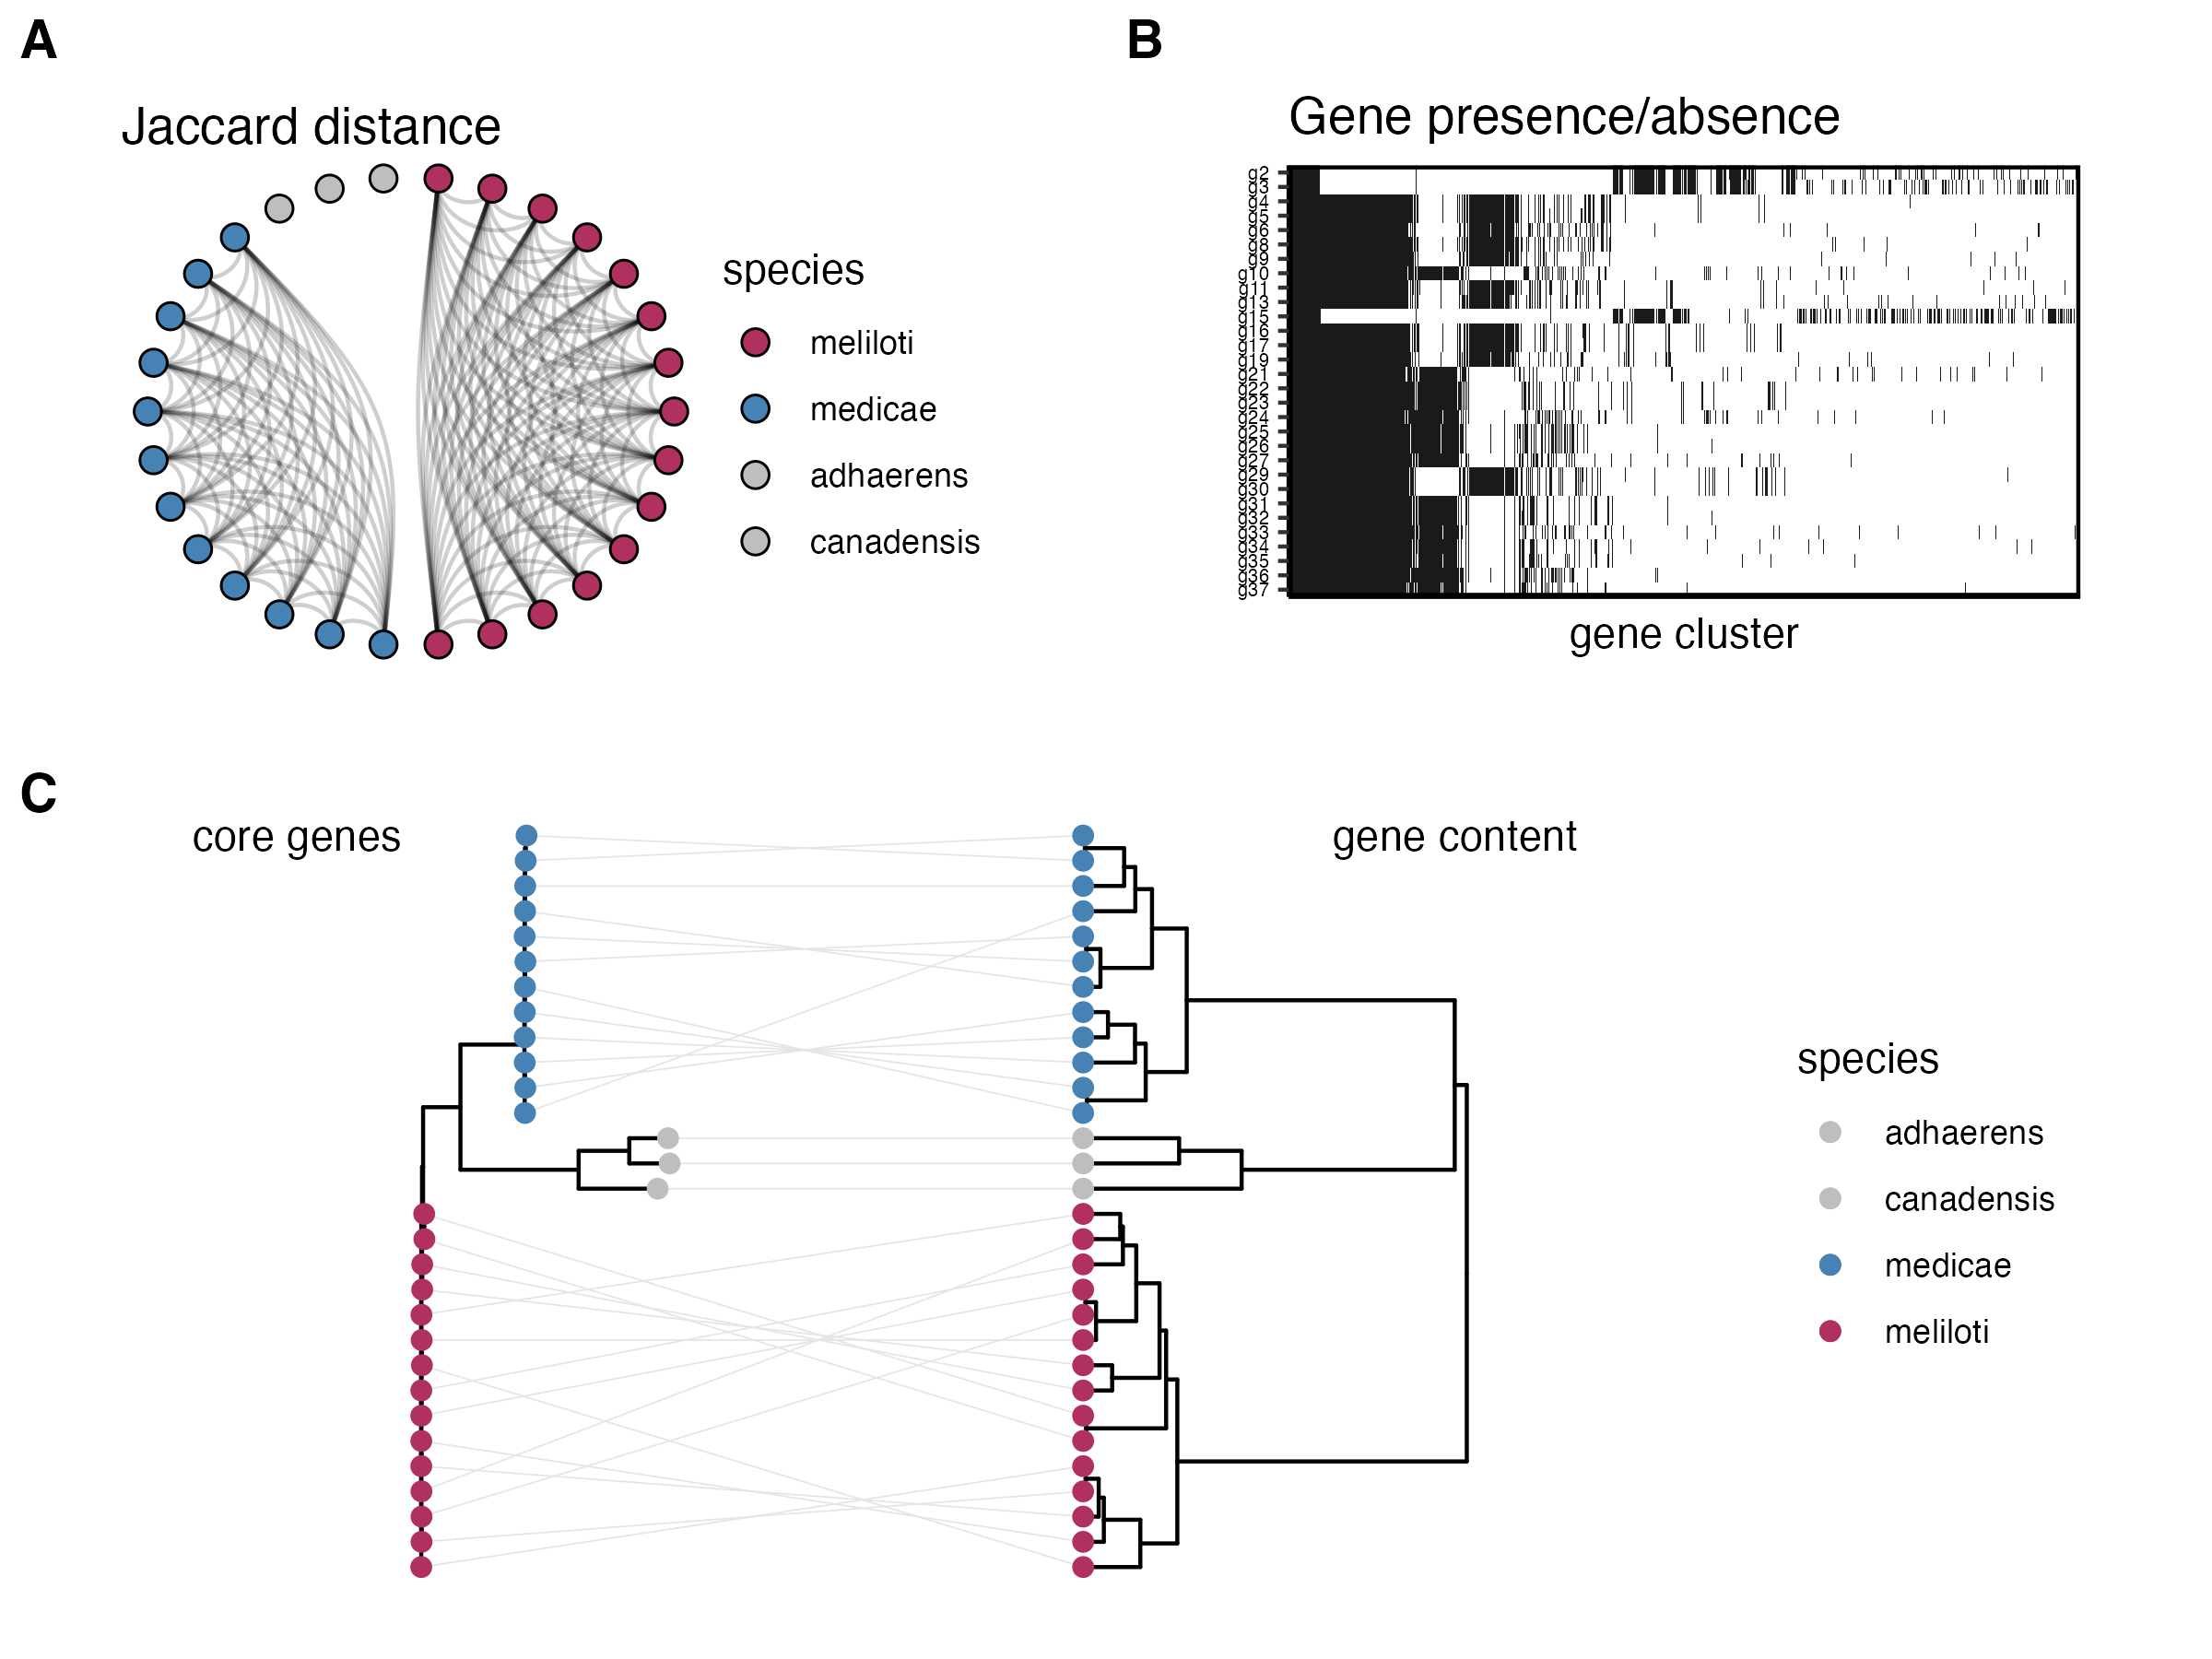 A
Jaccard distance
species
meliloti
medicae
adhaerens
canadensis
B
Gene presence/absence
g2
g3
g4
g5
g6
g8
g9
g10
g11
g13
g15
g16
g17
g19
g21
g22
g23
g24
g25
g26
g27
g29
g30
g31
g32
g33
g34
g35
g36
g37
gene cluster
C
core genes
gene content
species
adhaerens
canadensis
medicae
meliloti